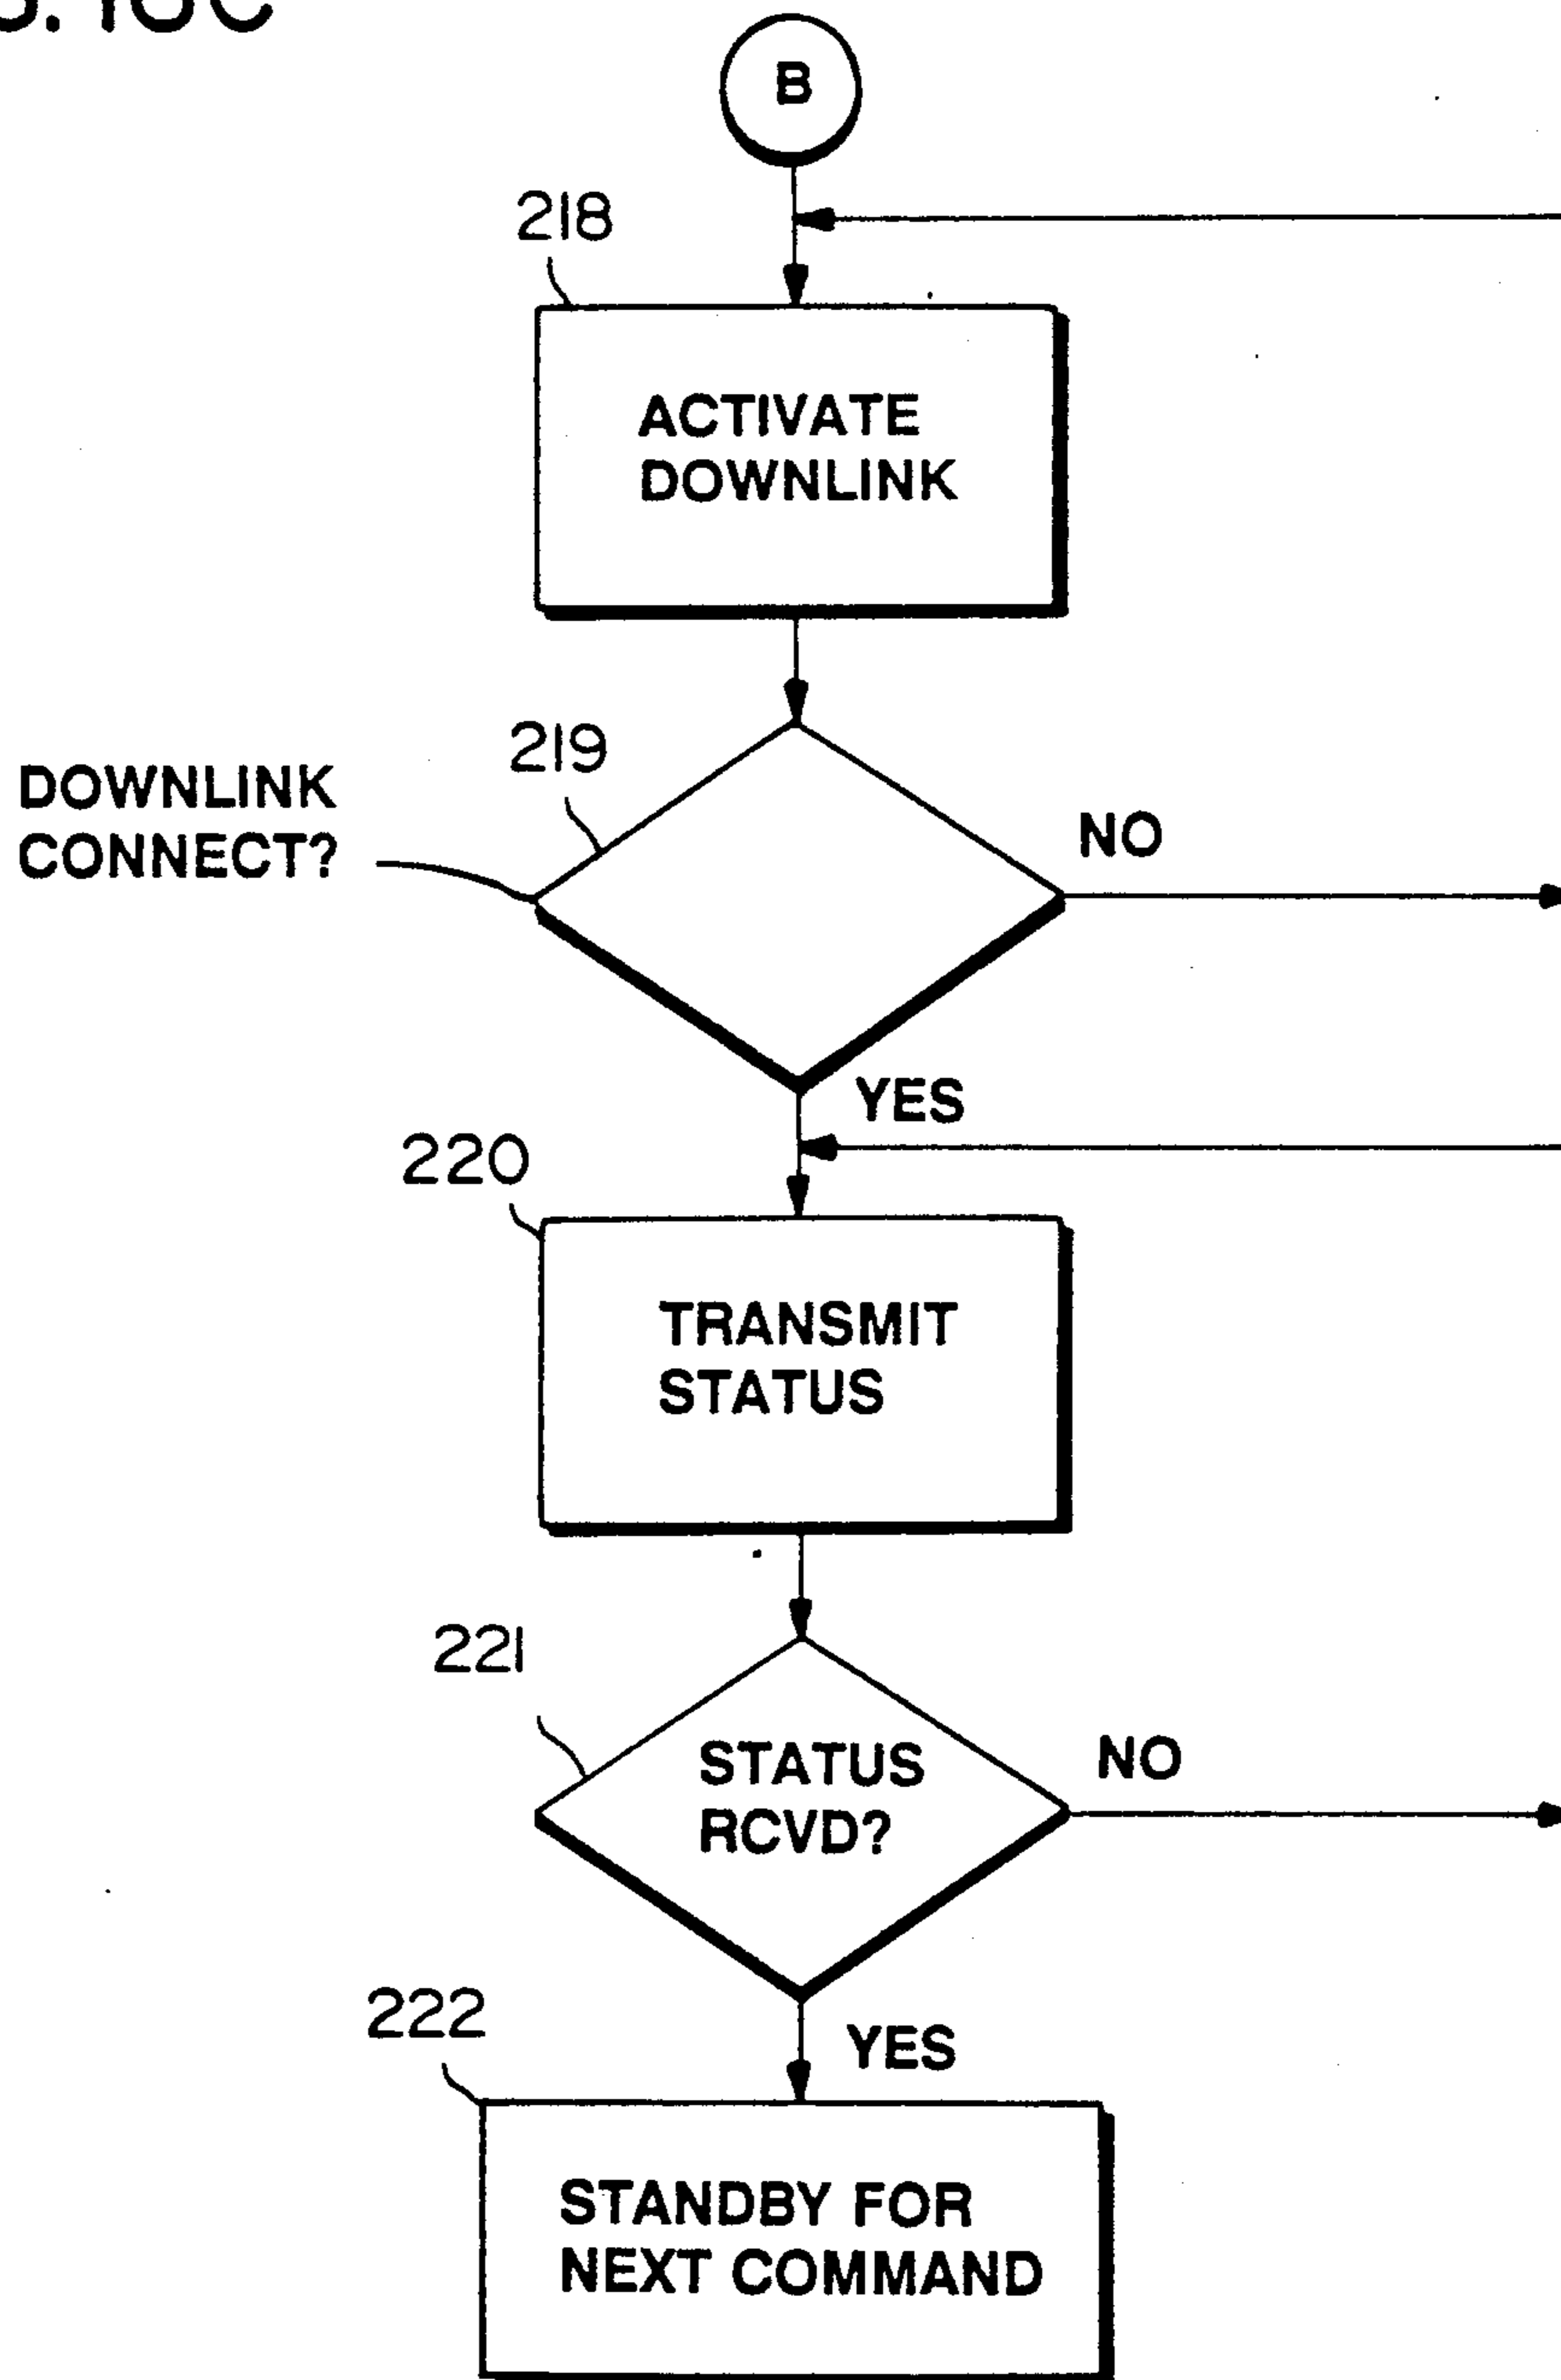 B
218
ACTIVATE
DOWNLINK
219
DOWNLINK
CONNECT?
NO
YES
220
TRANSMIT
STATUS
221
STATUS
RCVD?
NO
222
YES
STANDBY FOR
NEXT COMMAND